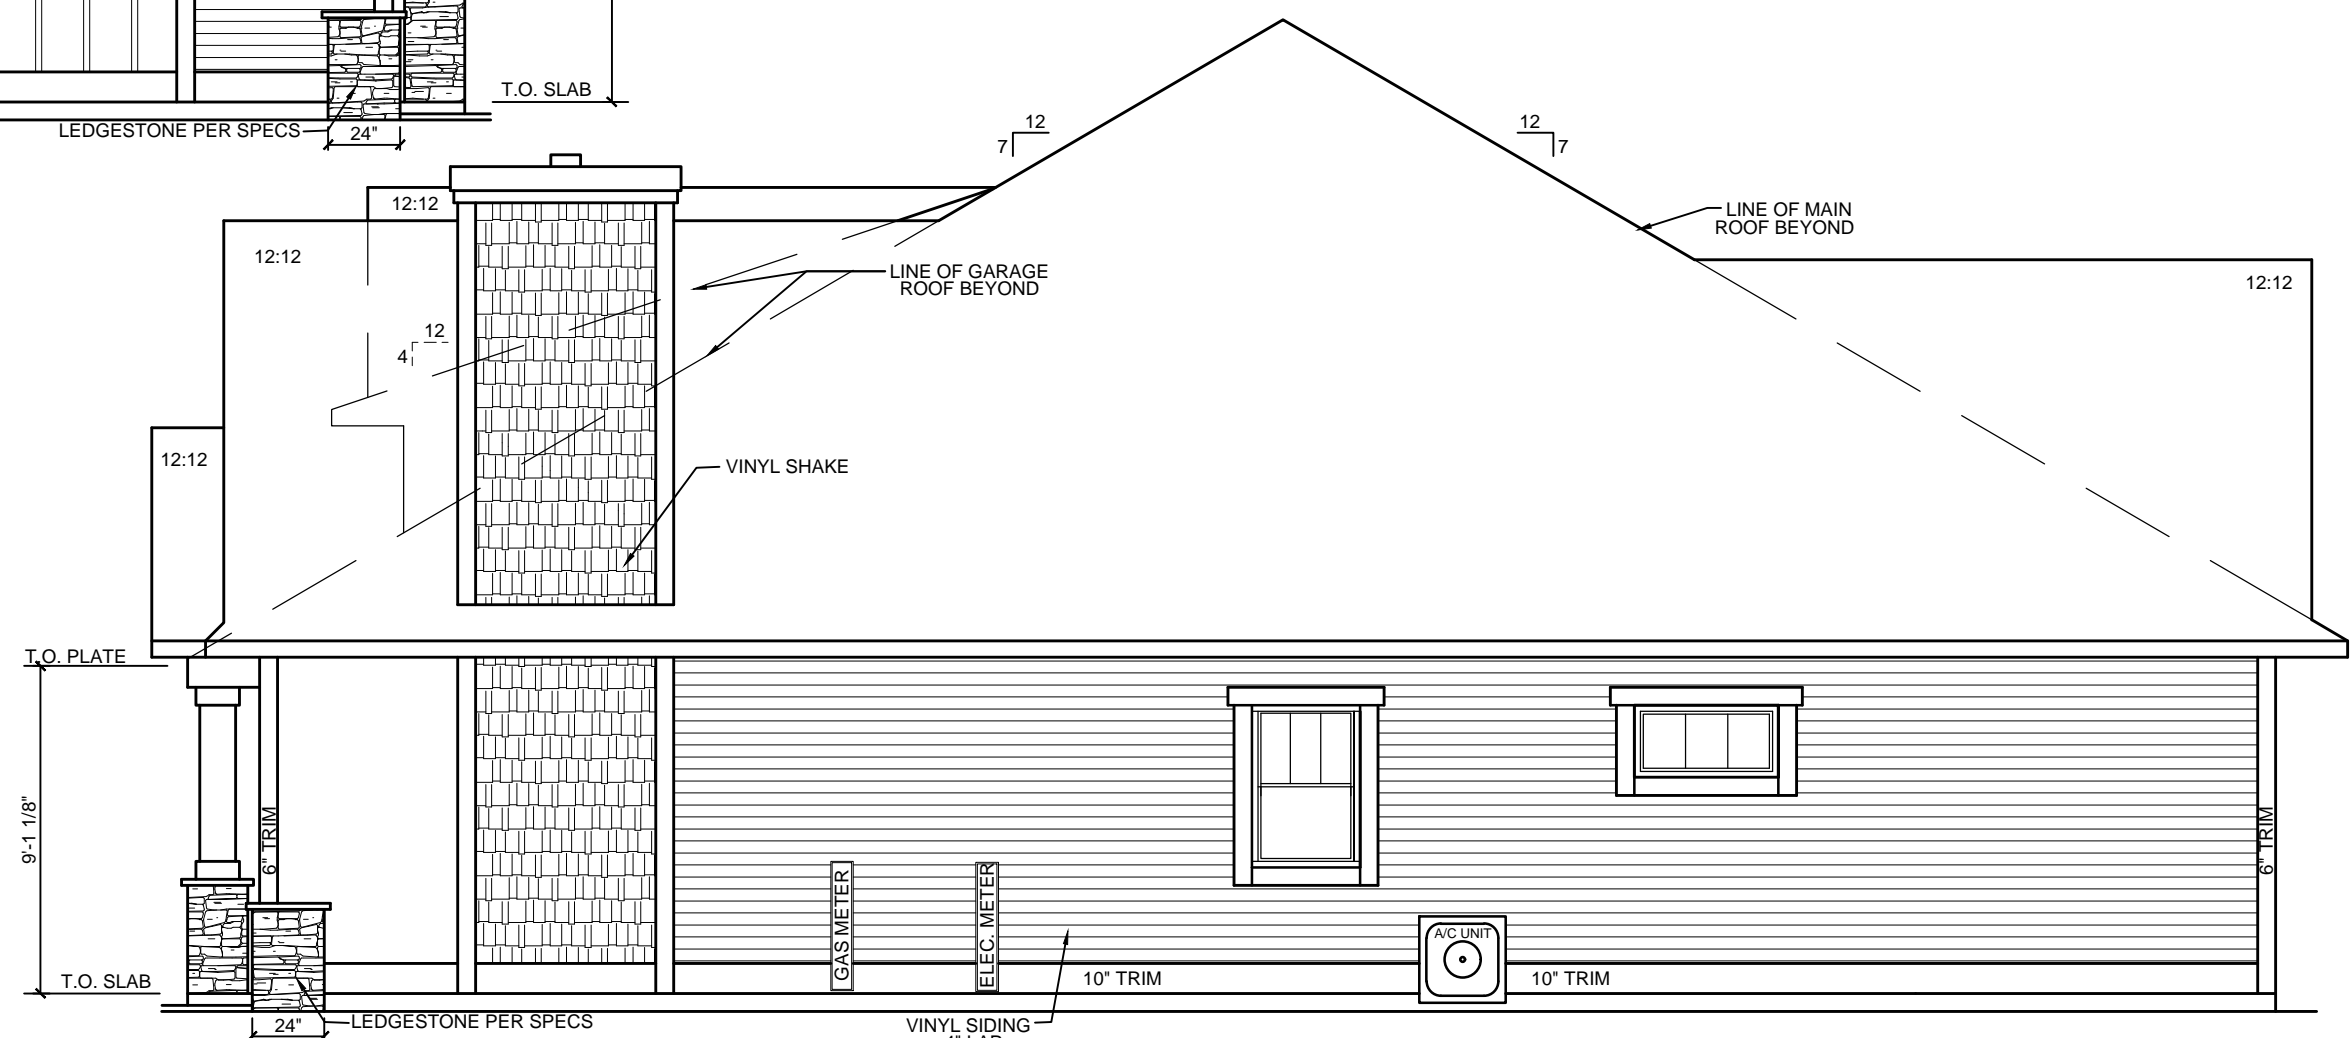 T.O. SLAB
LEDGESTONE PER SPECS
24"
12
7
12
7
12:12
LINE OF MAIN
ROOF BEYOND
12:12
LINE OF GARAGE
ROOF BEYOND
12:12
12
4
12:12
VINYL SHAKE
T.O. PLATE
9'-1 1/8"
6" TRIM
6" TRIM
GAS METER
ELEC. METER
A/C UNIT
T.O. SLAB
10" TRIM
10" TRIM
24"
LEDGESTONE PER SPECS
VINYL SIDING
4" LAP